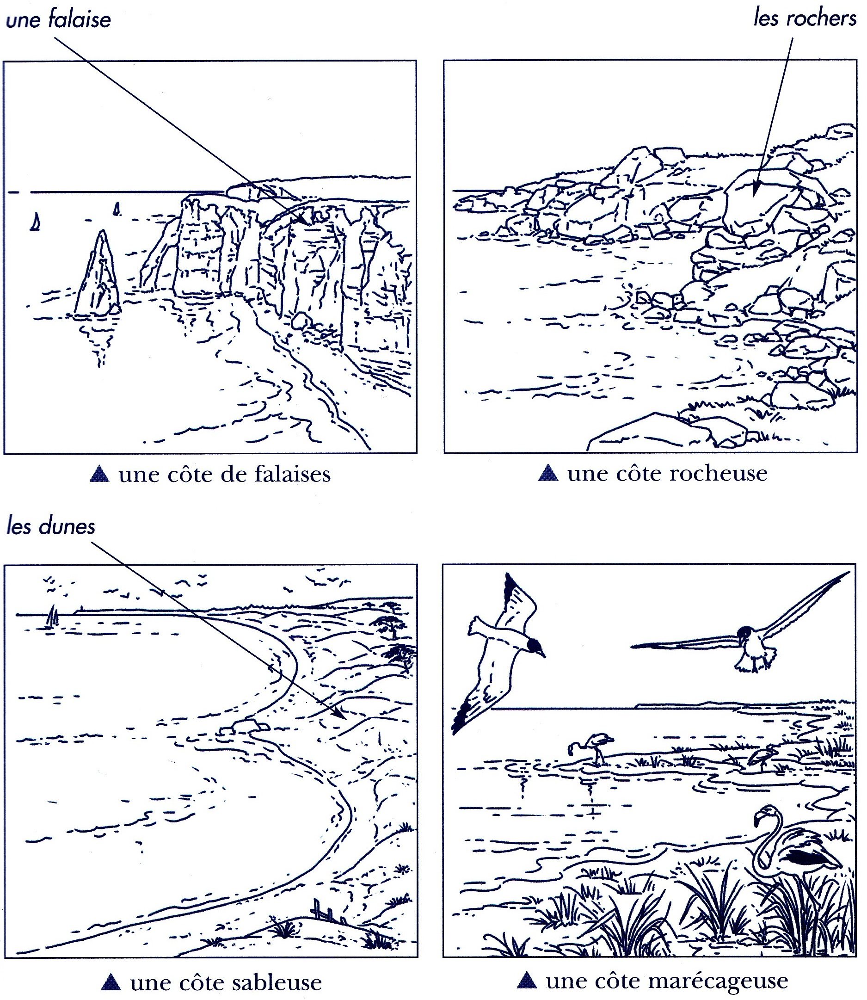 une falaise
les rochers
▲ une côte de falaises
▲ une côte rocheuse
les dunes
▲ une côte sableuse
▲ une côte marécageuse